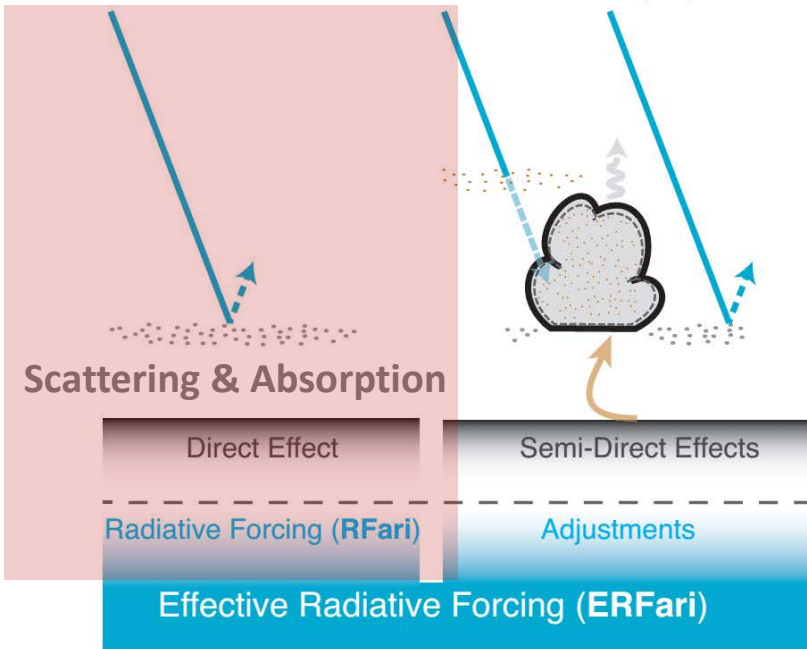 Scattering & Absorption
Direct Effect
Semi-Direct Effects
Radiative Forcing (RFari)
Adjustments
Effective Radiative Forcing (ERFari)